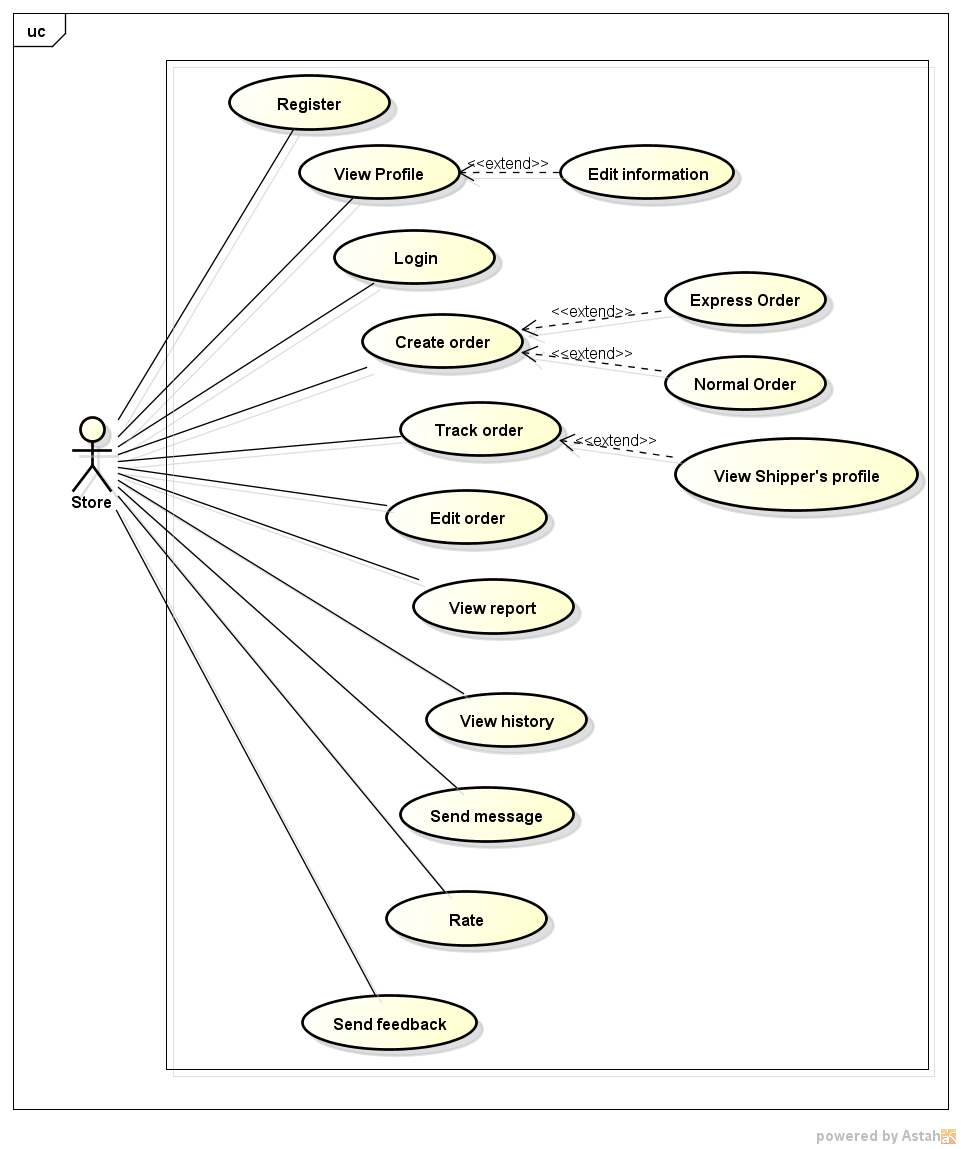 uc
Register
View Profile
<<extend>>
Edit information
Login
Create order
<<extend>>
Express Order
<<extend>>
Normal Order
Track order
<<extend>>
View Shipper's profile
Store
Edit order
View report
View history
Send message
Rate
Send feedback
powered by Astah